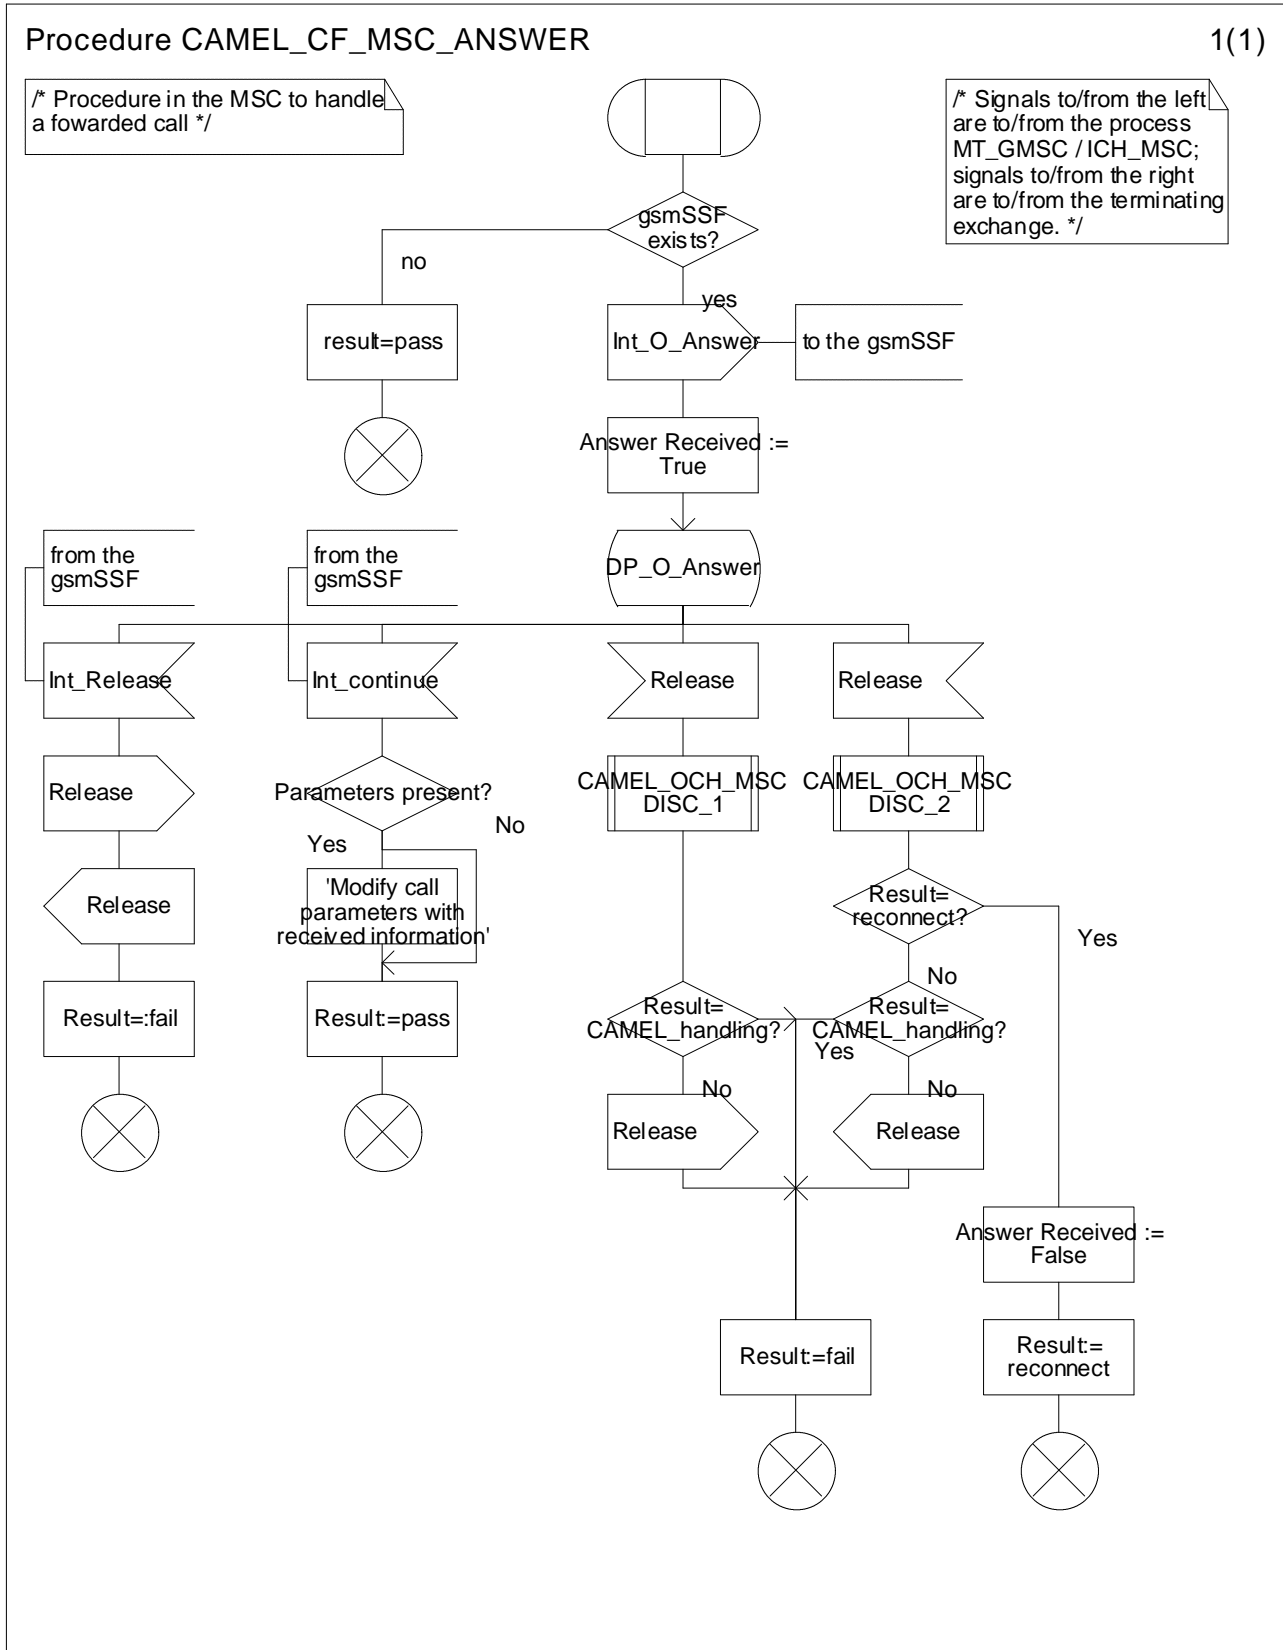 Procedure CAMEL_CF_MSC_ANSWER
1(1)
/* Procedure in the MSC to handle
a fowarded call */
/* Signals to/from the left
are to/from the process
MT_GMSC / ICH_MSC;
signals to/from the right
are to/from the terminating
exchange. */
gsmSSF
exists?
no
yes
result=pass
Int_O_Answer
to the gsmSSF
Answer Received :=
True
from the
gsmSSF
from the
gsmSSF
DP_O_Answer
Int_Release
Int_continue
Release
Release
Release
Parameters present?
CAMEL_OCH_MSC
DISC_1
CAMEL_OCH_MSC
DISC_2
No
Yes
Release
'Modify call
parameters with
received information'
Result=
reconnect?
Yes
No
Result=:fail
Result:=pass
Result=
CAMEL_handling?
Result=
CAMEL_handling?
Yes
No
No
Release
Release
Answer Received :=
False
Result:=fail
Result:=
reconnect